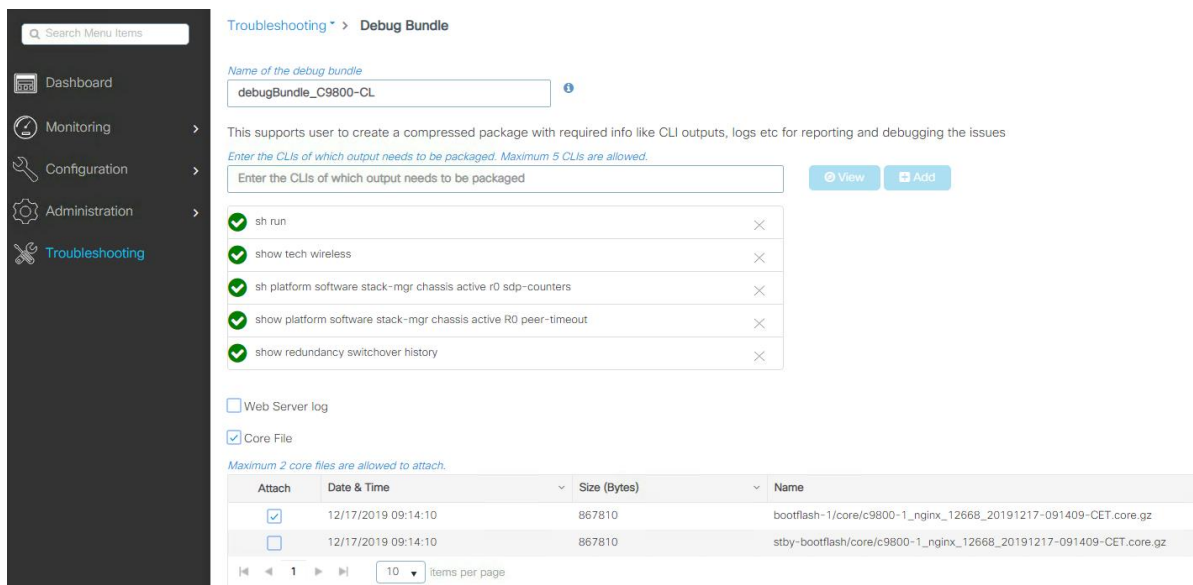 Search Menu Items
Dashboard
Monitoring
Configuration
Administration
Troubleshooting
Troubleshooting > Debug Bundle
Name of the debug bundle
debugBundle_C9800-CL
This supports user to create a compressed package with required info like CLI outputs, logs etc for reporting and debugging the issues
Enter the CLIs of which output needs to be packaged. Maximum 5 CLIs are allowed.
Enter the CLIs of which output needs to be packaged
View Add
sh run
show tech wireless
sh platform software stack-mgr chassis active r0 sdp-counters
show platform software stack-mgr chassis active R0 peer-timeout
show redundancy switchover history
Web Server log
Core File
Maximum 2 core files are allowed to attach.
Attach Date & Time Size (Bytes) Name
12/17/2019 09:14:10 867810 bootflash-1/core/c9800-1_nginx_12668_20191217-091409-CET.core.gz
12/17/2019 09:14:10 867810 stby-bootflash/core/c9800-1_nginx_12668_20191217-091409-CET.core.gz
1 10 items per page